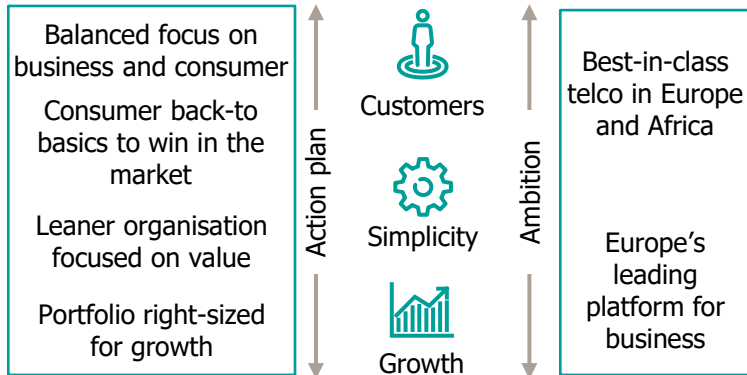 Balanced focus on
business and consumer
Consumer back-to
basics to win in the
market
Leaner organisation
focused on value
Portfolio right-sized
for growth
Action plan
Customers
Simplicity
Growth
Ambition
Best-in-class
telco in Europe
and Africa
Europe’s
leading
platform for
business